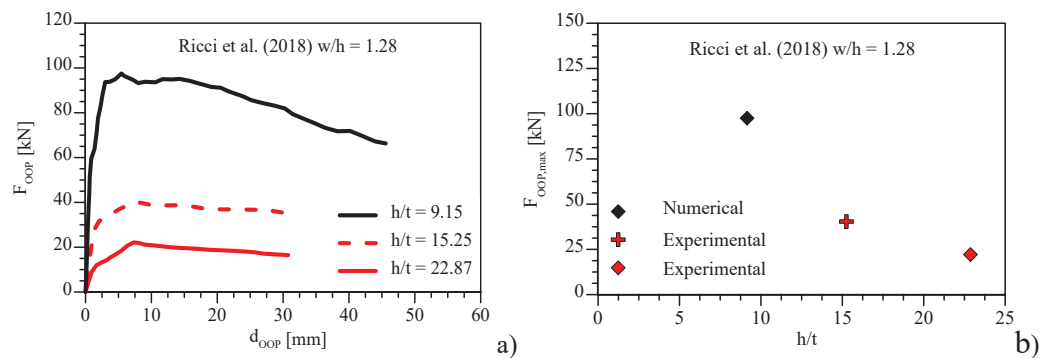 120
100
80
60
40
20
0
F_OOP [kN]
Ricci et al. (2018) w/h = 1.28
h/t = 9.15
h/t = 15.25
h/t = 22.87
0 10 20 30 40 50 60
d_OOP [mm]
a)
150
125
100
75
50
25
0
F_OOP,max [kN]
Ricci et al. (2018) w/h = 1.28
Numerical
Experimental
Experimental
0 5 10 15 20 25
h/t
b)